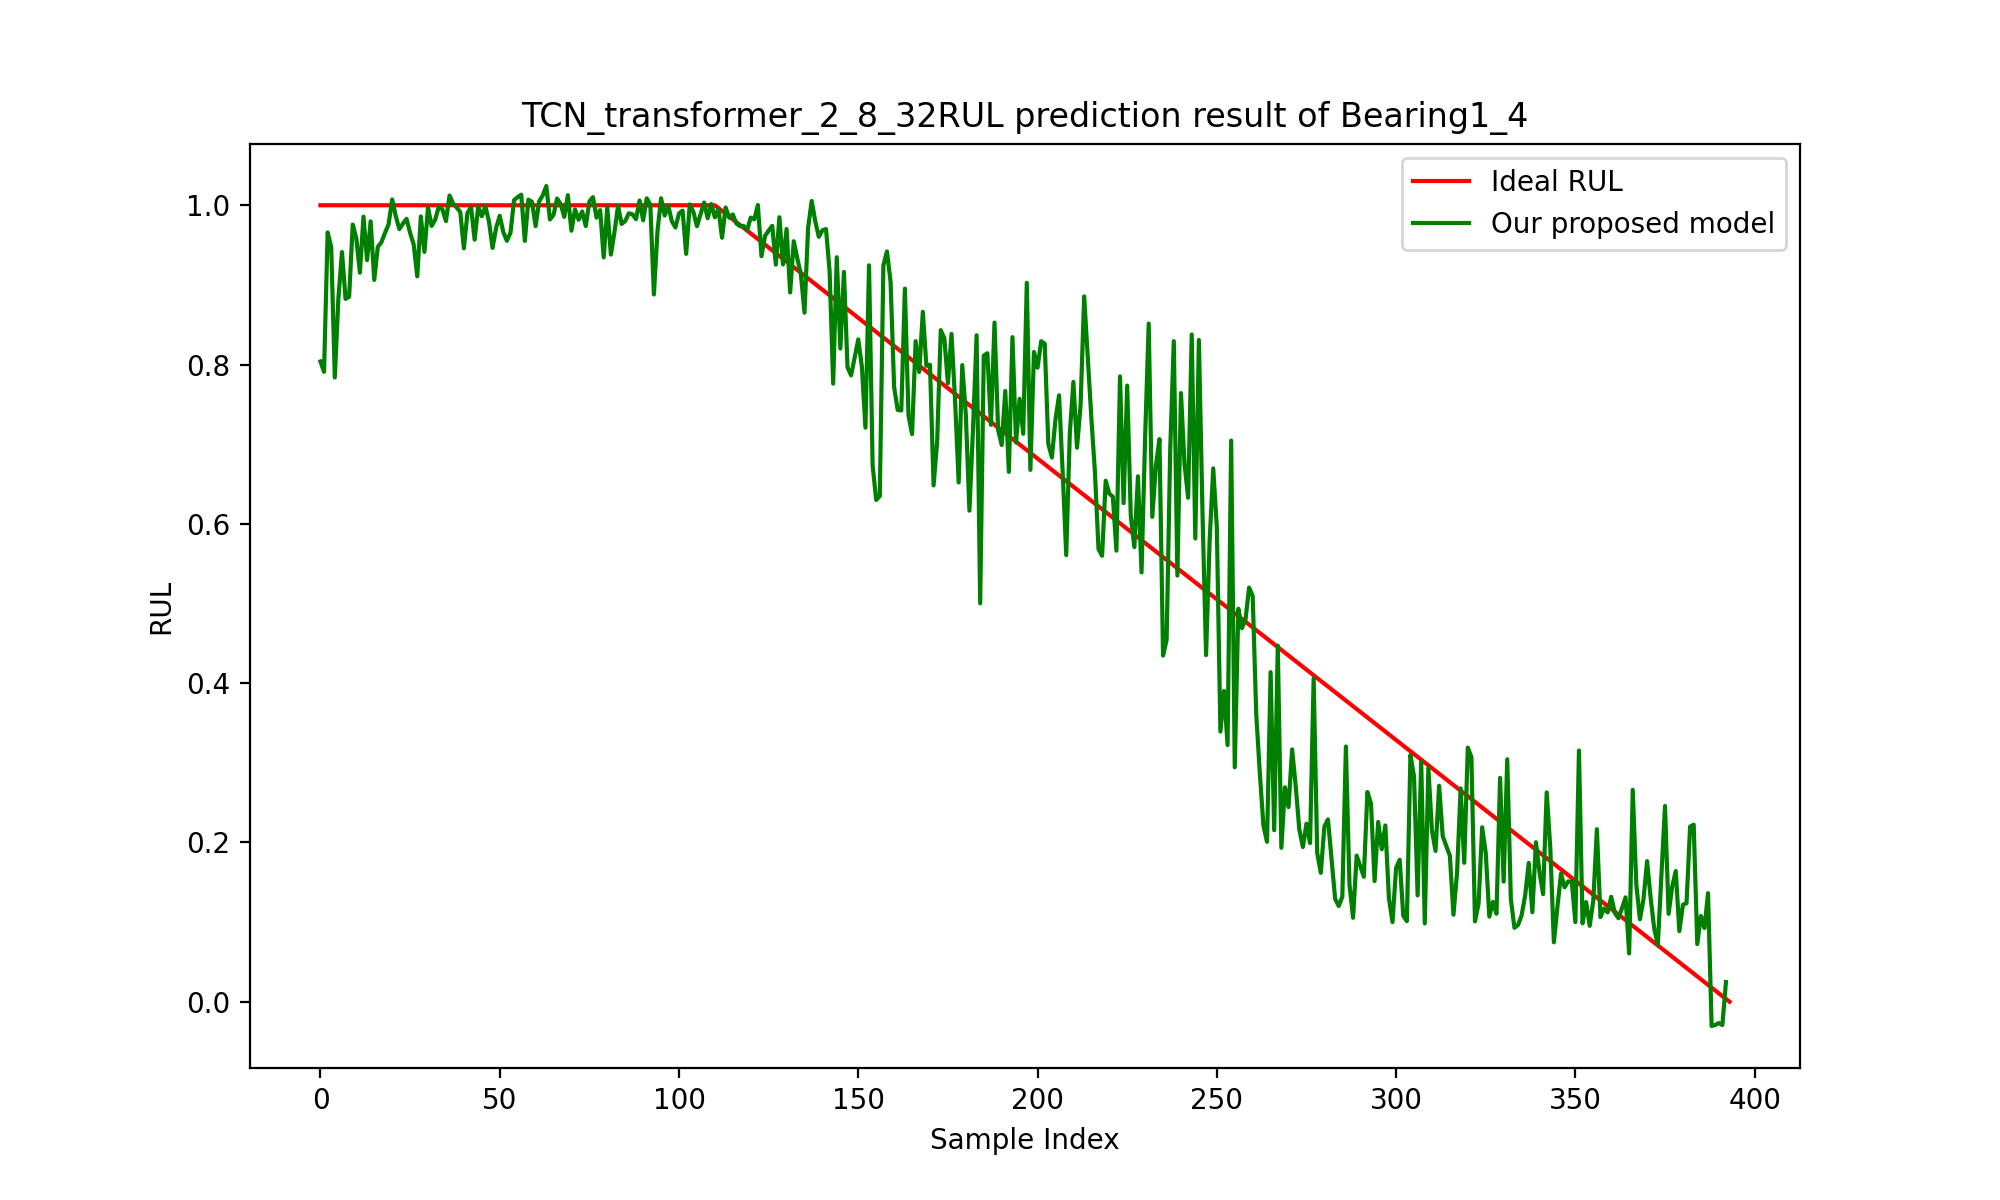 TCN_transformer_2_8_32RUL prediction result of Bearing1_4
Ideal RUL
Our proposed model
1.0
0.8
0.6
0.4
0.2
0.0
RUL
0 50 100 150 200 250 300 350 400
Sample Index